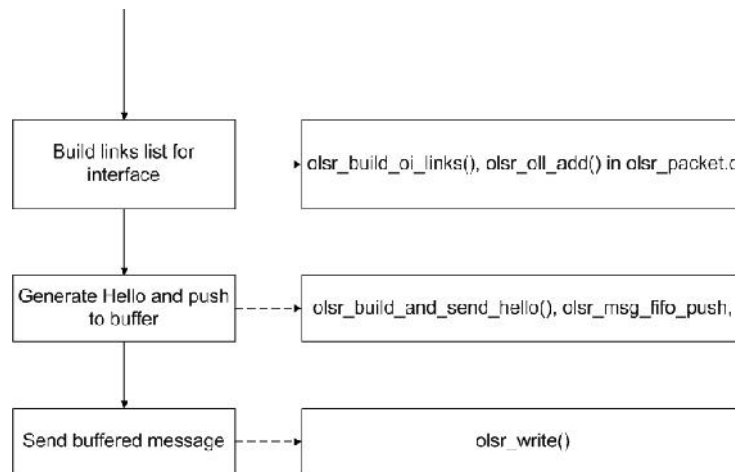 Build links list for
interface
olsr_build_oi_links(), olsr_oll_add() in olsr_packet.c
Generate Hello and push
to buffer
olsr_build_and_send_hello(), olsr_msg_fifo_push,
Send buffered message
olsr_write()